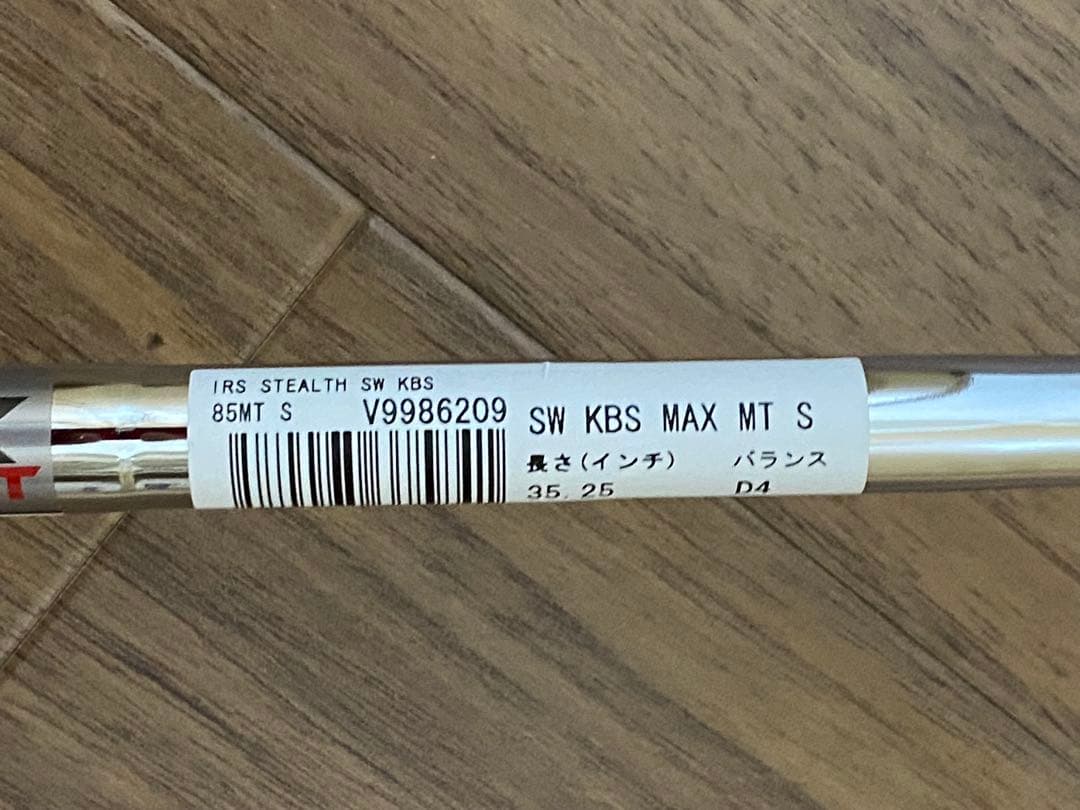 IRS STEALTH SW KBS
85MT S V9986209
SW KBS MAX MT S
長さ(インチ) バランス
35.25 D4
T